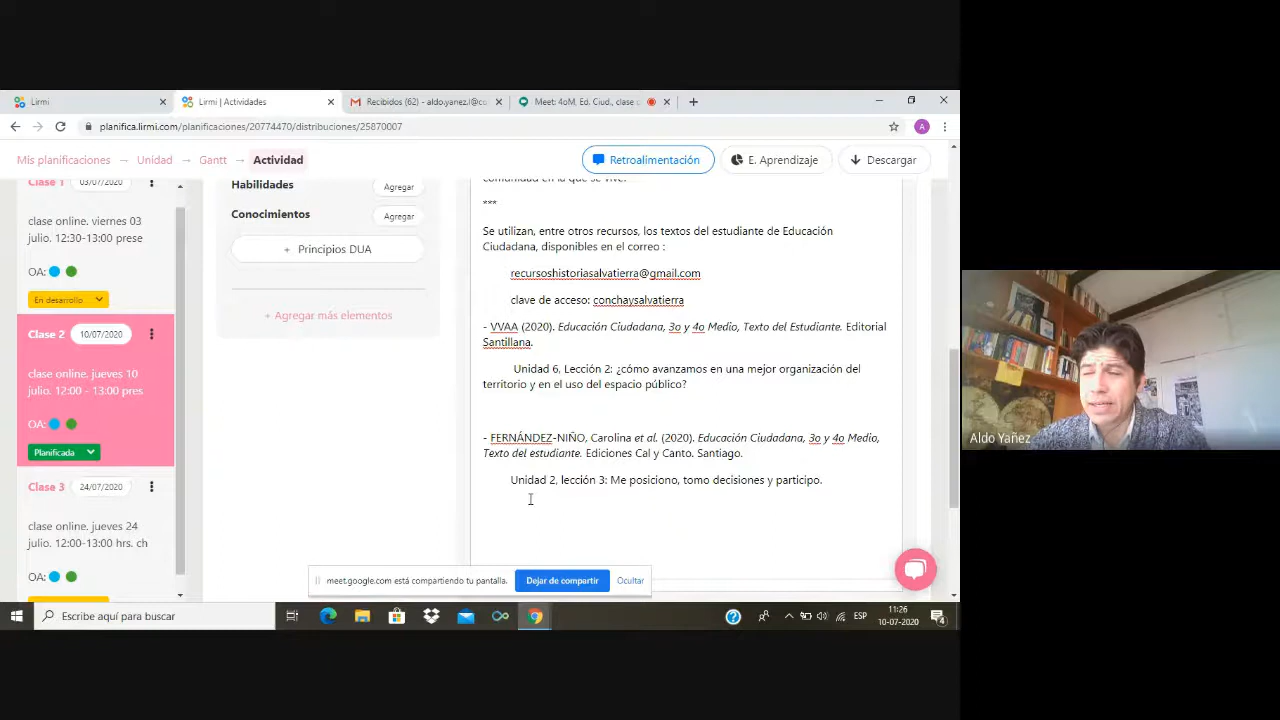 Lirmi
Lirmi | Actividades
Recibidos (62) - aldo.yanez.l@co
Meet: 4oM, Ed. Ciud., clase c
planifica.lirmi.com/planificaciones/20774470/distribuciones/25870007
A
Mis planificaciones → Unidad → Gantt → Actividad
Retroalimentación
E. Aprendizaje
Descargar
Clase 1 03/07/2020
clase online. viernes 03
julio. 12:30-13:00 prese
OA:
En desarrollo
Clase 2 10/07/2020
clase online. jueves 10
julio. 12:00 - 13:00 pres
OA:
Planificada
Clase 3 24/07/2020
clase online. jueves 24
julio. 12:00-13:00 hrs. ch
OA:
Habilidades Agregar
Conocimientos Agregar
+ Principios DUA
+ Agregar más elementos
comunidad en la que se vive.
***
Se utilizan, entre otros recursos, los textos del estudiante de Educación
Ciudadana, disponibles en el correo :
recursoshistoriasalvatierra@gmail.com
clave de acceso: conchaysalvatierra
- VVAA (2020). Educación Ciudadana, 3o y 4o Medio, Texto del Estudiante. Editorial
Santillana.
Unidad 6, Lección 2: ¿cómo avanzamos en una mejor organización del
territorio y en el uso del espacio público?
- FERNÁNDEZ-NIÑO, Carolina et al. (2020). Educación Ciudadana, 3o y 4o Medio,
Texto del estudiante. Ediciones Cal y Canto. Santiago.
Unidad 2, lección 3: Me posiciono, tomo decisiones y participo.
meet.google.com está compartiendo tu pantalla.
Dejar de compartir
Ocultar
Aldo Yañez
Escribe aquí para buscar
ESP
11:26
10-07-2020
4